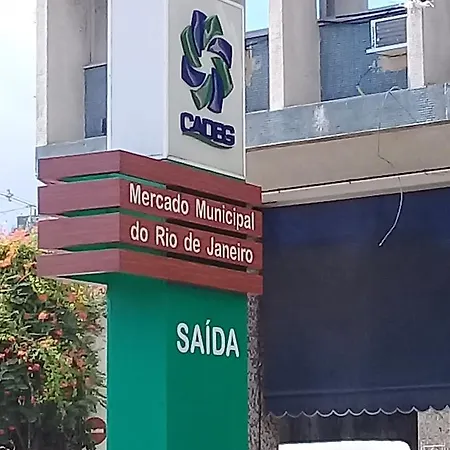 CADEG
Mercado Municipal
do Rio de Janeiro
SAÍDA